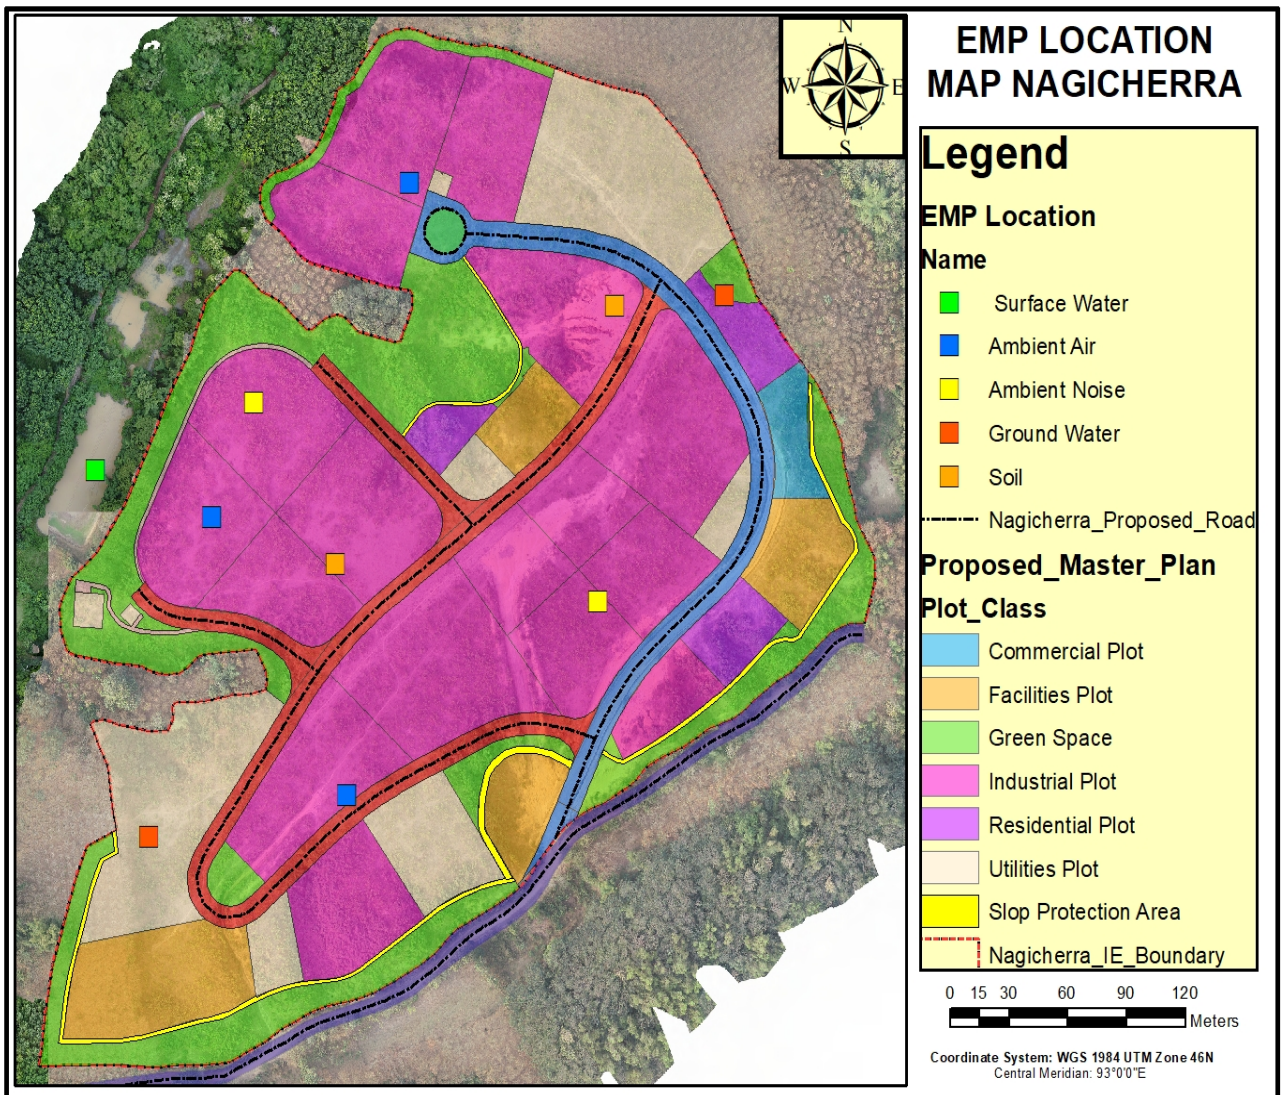 EMP LOCATION
MAP NAGICHERRA
N
W E
S
Legend
EMP Location
Name
Surface Water
Ambient Air
Ambient Noise
Ground Water
Soil
Nagicherra_Proposed_Road
Proposed_Master_Plan
Plot_Class
Commercial Plot
Facilities Plot
Green Space
Industrial Plot
Residential Plot
Utilities Plot
Slop Protection Area
Nagicherra_IE_Boundary
0 15 30 60 90 120
Meters
Coordinate System: WGS 1984 UTM Zone 46N
Central Meridian: 93°0'0"E